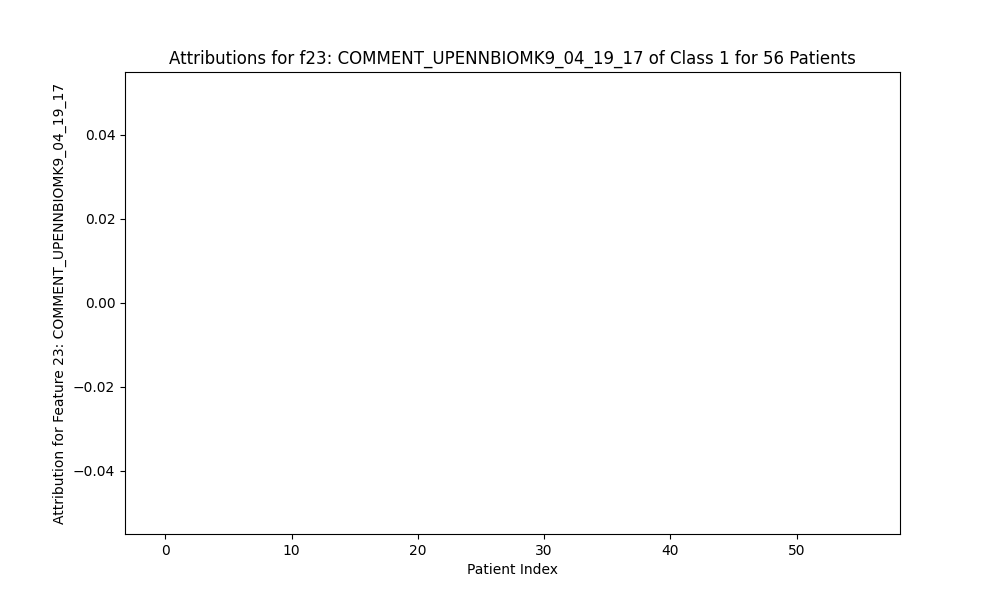 Attributions for f23: COMMENT_UPENNBIOMK9_04_19_17 of Class 1 for 56 Patients
Attribution for Feature 23: COMMENT_UPENNBIOMK9_04_19_17
0.04
0.02
0.00
−0.02
−0.04
0 10 20 30 40 50
Patient Index